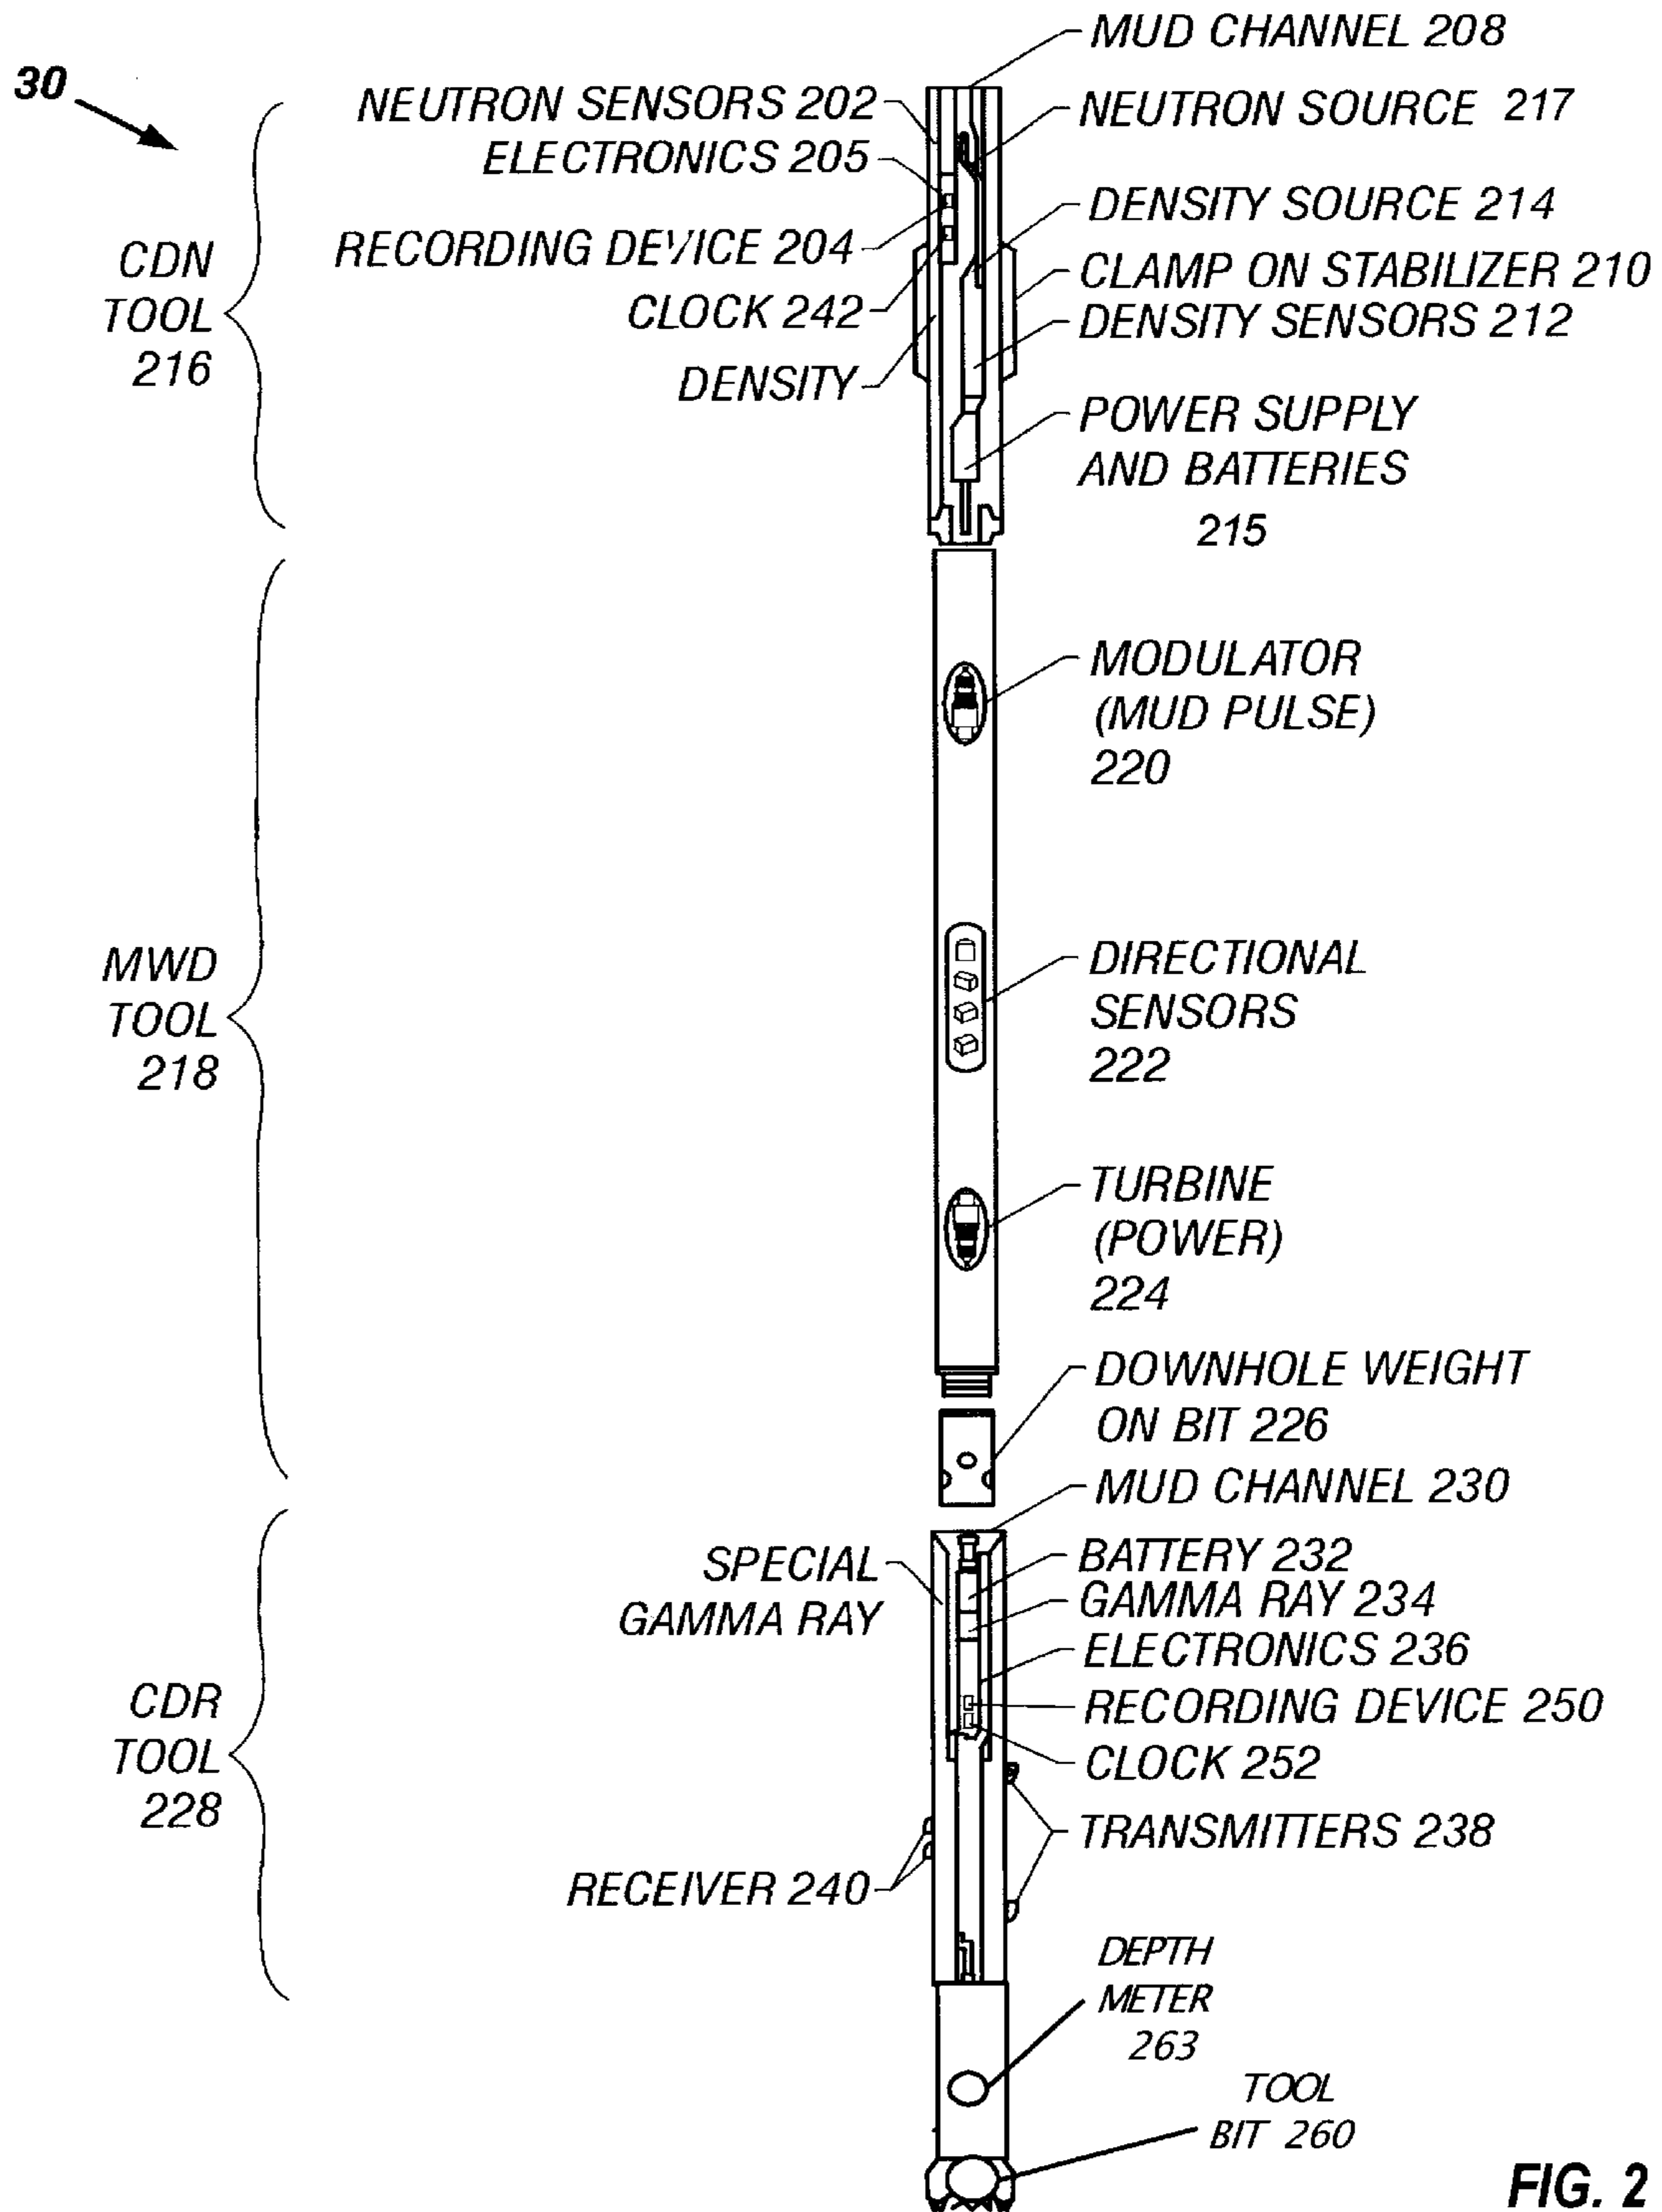 30
MUD CHANNEL 208
NEUTRON SENSORS 202
NEUTRON SOURCE 217
ELECTRONICS 205
DENSITY SOURCE 214
RECORDING DEVICE 204
CDN
TOOL
216
CLAMP ON STABILIZER 210
CLOCK 242
DENSITY SENSORS 212
DENSITY
POWER SUPPLY
AND BATTERIES
215
MODULATOR
(MUD PULSE)
220
MWD
TOOL
218
DIRECTIONAL
SENSORS
222
TURBINE
(POWER)
224
DOWNHOLE WEIGHT
ON BIT 226
MUD CHANNEL 230
SPECIAL
GAMMA RAY
BATTERY 232
GAMMA RAY 234
ELECTRONICS 236
CDR
TOOL
228
RECORDING DEVICE 250
CLOCK 252
TRANSMITTERS 238
RECEIVER 240
DEPTH
METER
263
TOOL
BIT 260
FIG. 2